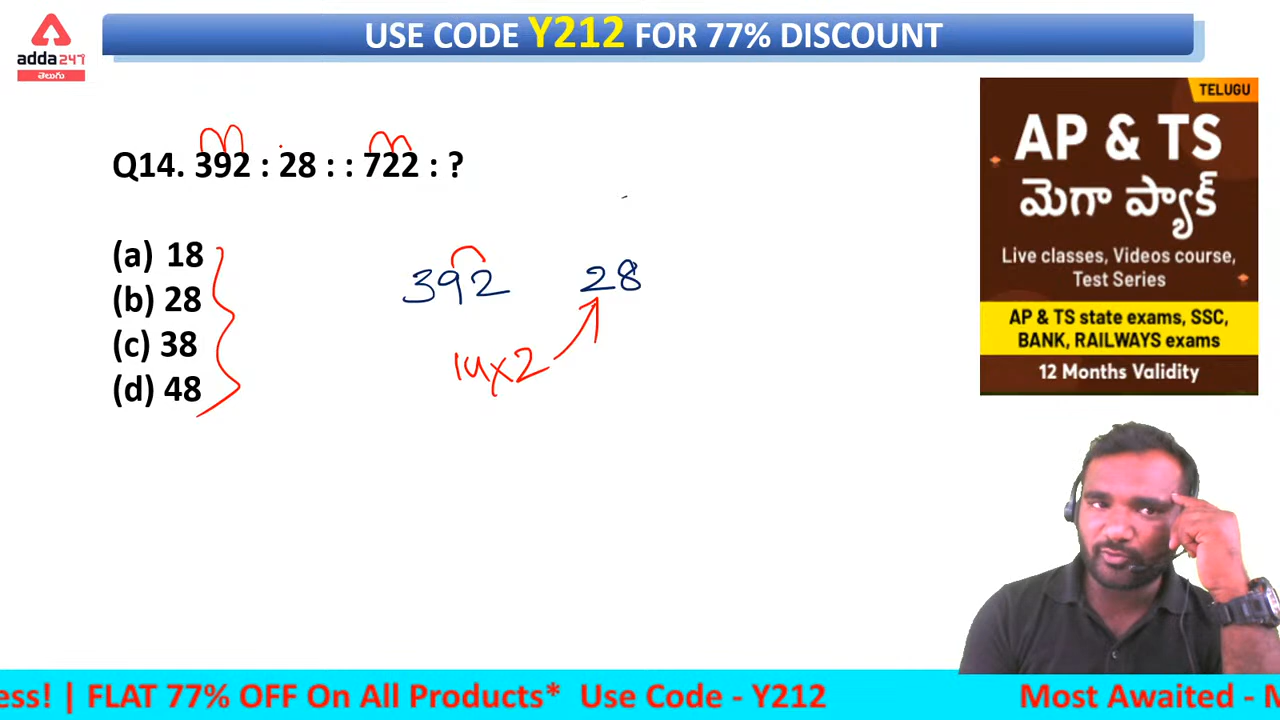 USE CODE Y212 FOR 77% DISCOUNT
adda247
తెలుగు
TELUGU
AP & TS
మెగా ప్యాక్
Live classes, Videos course,
Test Series
AP & TS state exams, SSC,
BANK, RAILWAYS exams
12 Months Validity
Q14. 392 : 28 : : 722 : ?
(a) 18
(b) 28
(c) 38
(d) 48
392 28
14x2
ess! | FLAT 77% OFF On All Products* Use Code - Y212
Most Awaited - M